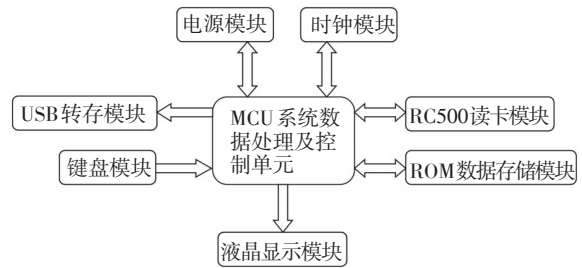 电源模块
时钟模块
USB转存模块
MCU系统数
据处理及控
制单元
RC500读卡模块
键盘模块
ROM数据存储模块
液晶显示模块